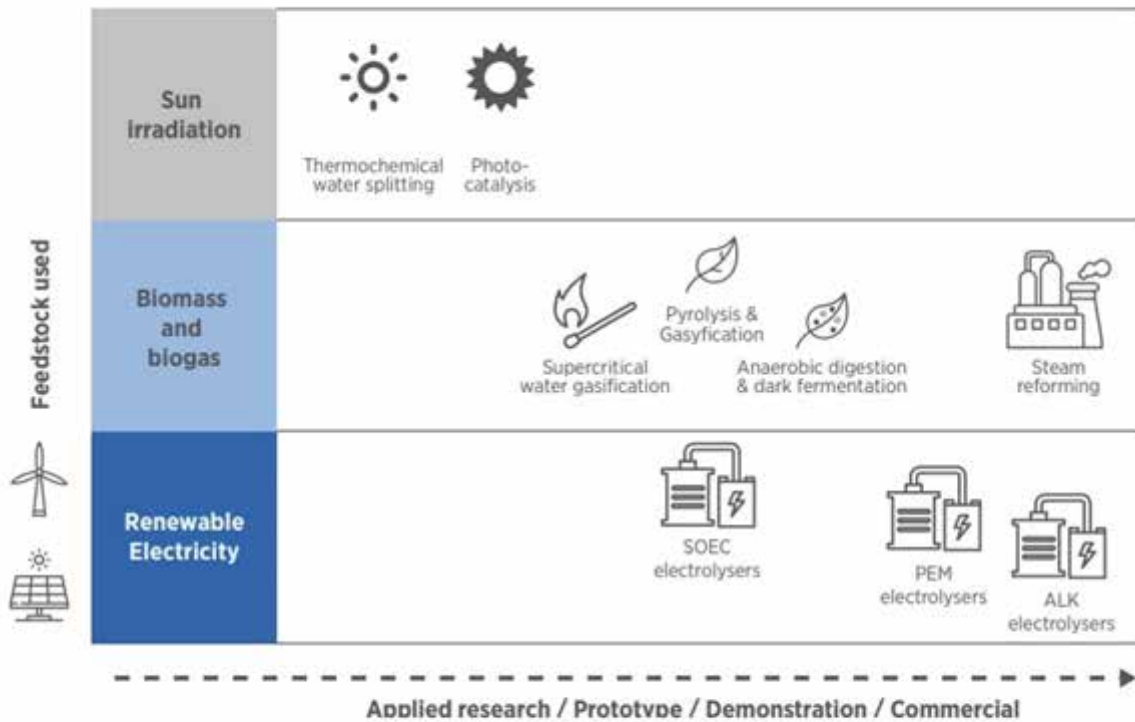 Feedstock used
Sun
irradiation
Thermochemical
water splitting
Photo-
catalysis
Biomass
and
biogas
Supercritical
water gasification
Pyrolysis &
Gasyfication
Anaerobic digestion
& dark fermentation
Steam
reforming
Renewable
Electricity
SOEC
electrolysers
PEM
electrolysers
ALK
electrolysers
Applied research / Prototype / Demonstration / Commercial